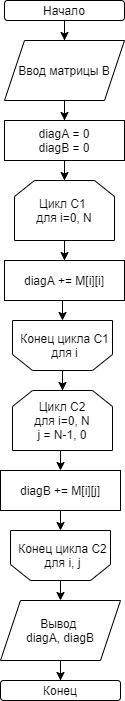 Начало
Ввод матрицы B
diagA = 0
diagB = 0
Цикл C1
для i=0, N
diagA += M[i][i]
Конец цикла C1
для i
Цикл C2
для i=0, N
j = N-1, 0
diagB += M[i][j]
Конец цикла C2
для i, j
Вывод
diagA, diagB
Конец